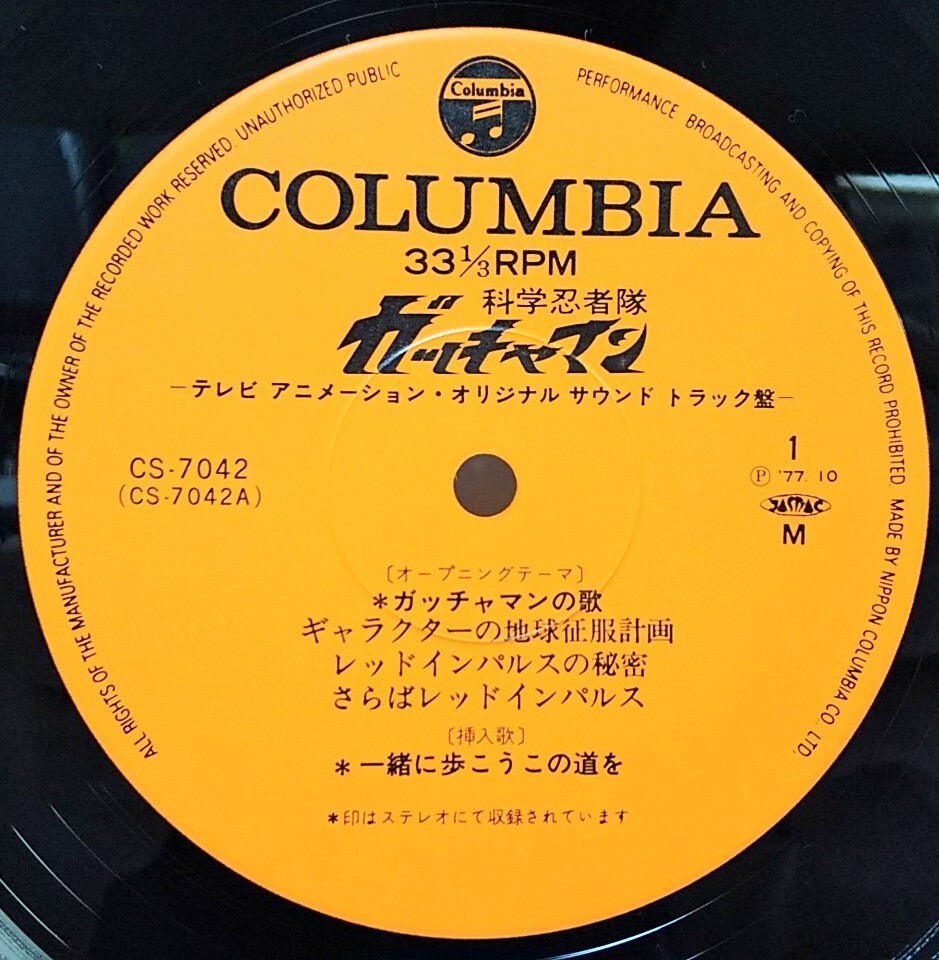 Columbia
ALL RIGHTS OF THE MANUFACTURER AND OF THE OWNER OF THE RECORDED WORK RESERVED, UNAUTHORIZED PUBLIC PERFORMANCE BROADCASTING AND COPYING OF THIS RECORD PROHIBITED MADE BY NIPPON COLUMBIA CO., LTD.
COLUMBIA
33 1/3 RPM
科学忍者隊
ガッチャマン
−テレビ アニメーション・オリジナル サウンド トラック盤−
CS-7042
(CS-7042A)
1
Ⓟ '77. 10
JASRAC
M
〔オープニングテーマ〕
＊ガッチャマンの歌
ギャラクターの地球征服計画
レッドインパルスの秘密
さらばレッドインパルス
〔挿入歌〕
＊一緒に歩こうこの道を
＊印はステレオにて収録されています